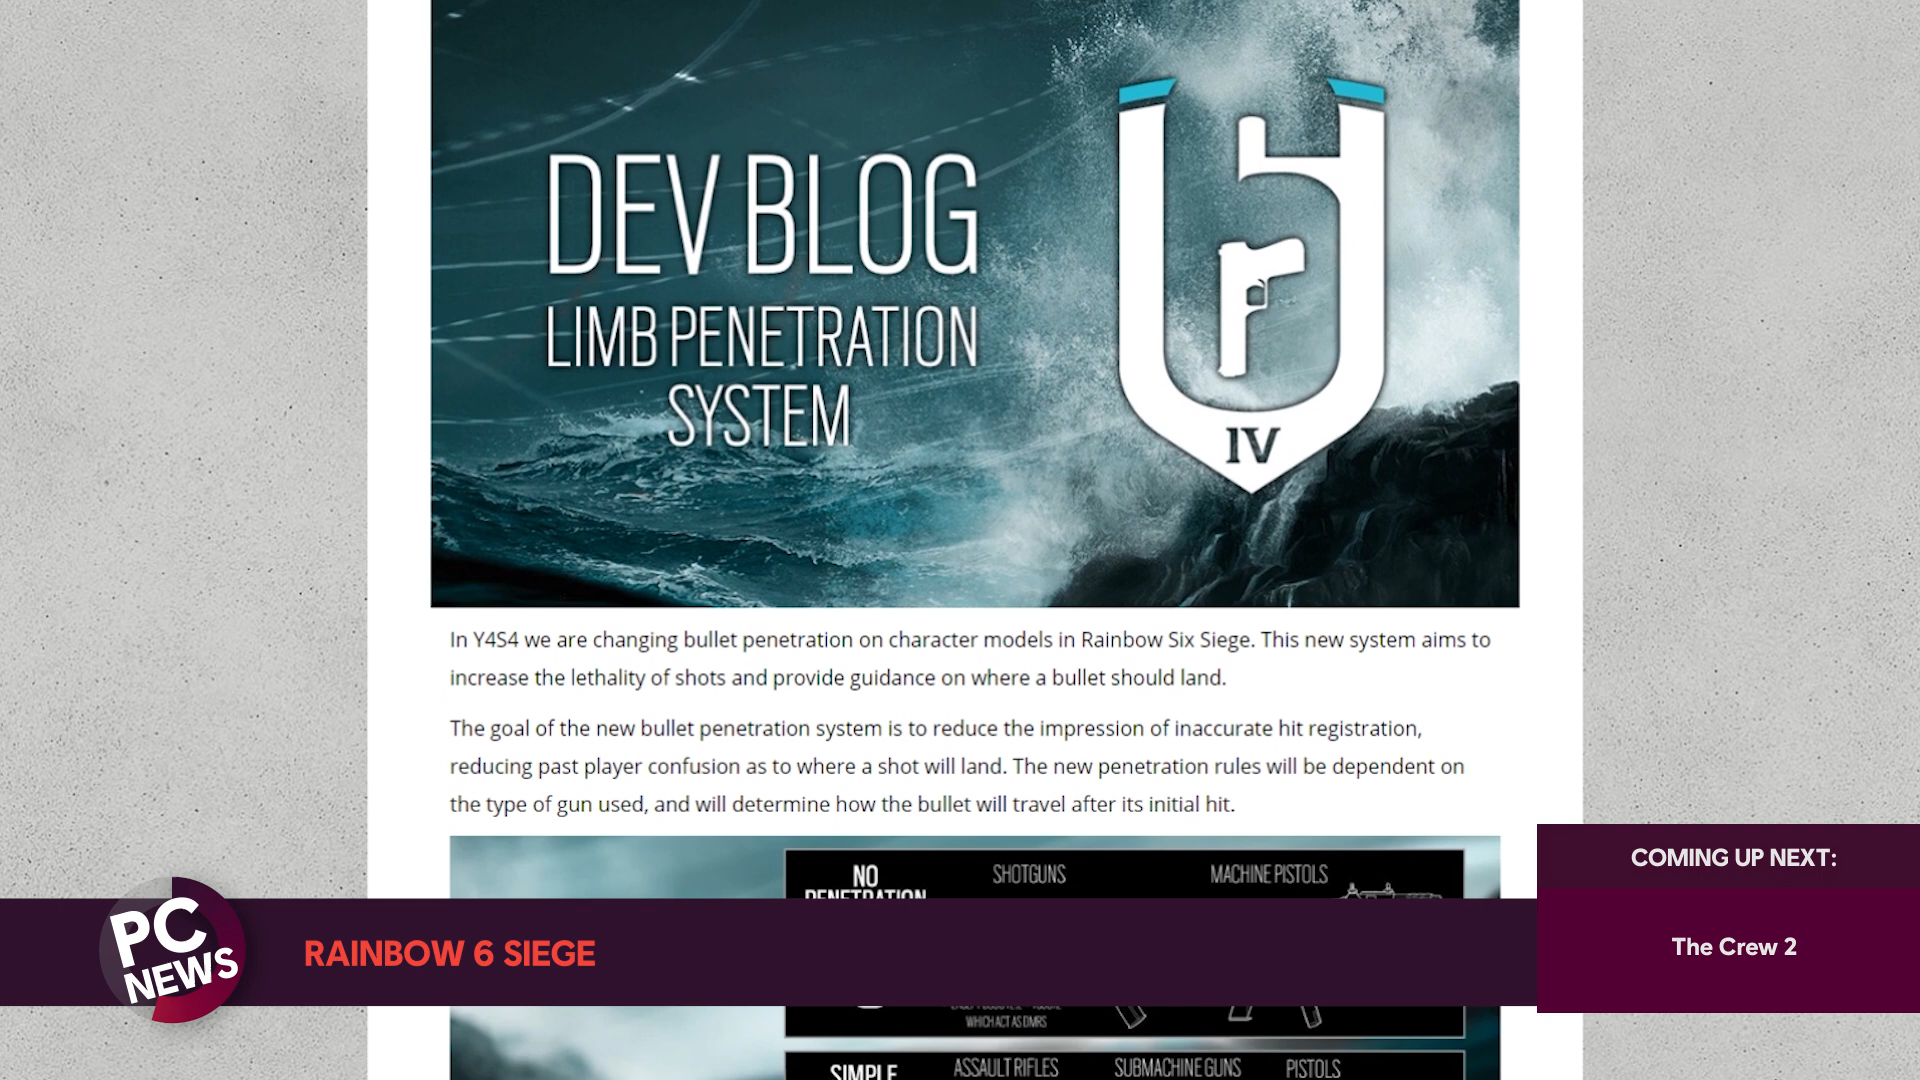 DEV BLOG
LIMB PENETRATION
SYSTEM
IV
In Y4S4 we are changing bullet penetration on character models in Rainbow Six Siege. This new system aims to
increase the lethality of shots and provide guidance on where a bullet should land.
The goal of the new bullet penetration system is to reduce the impression of inaccurate hit registration,
reducing past player confusion as to where a shot will land. The new penetration rules will be dependent on
the type of gun used, and will determine how the bullet will travel after its initial hit.
NO
PENETRATION
SHOTGUNS
MACHINE PISTOLS
COMING UP NEXT:
PC
NEWS
RAINBOW 6 SIEGE
The Crew 2
WHICH ACT AS DMRS
SIMPLE
ASSAULT RIFLES
SUBMACHINE GUNS
PISTOLS